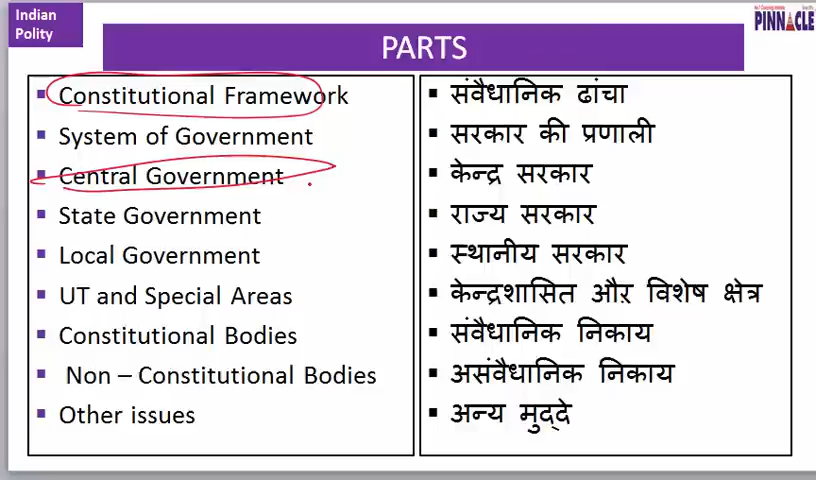 Indian
Polity
PINNACLE
PARTS
▪ Constitutional Framework
▪ System of Government
▪ Central Government
▪ State Government
▪ Local Government
▪ UT and Special Areas
▪ Constitutional Bodies
▪ Non – Constitutional Bodies
▪ Other issues
▪ संवैधानिक ढांचा
▪ सरकार की प्रणाली
▪ केन्द्र सरकार
▪ राज्य सरकार
▪ स्थानीय सरकार
▪ केन्द्रशासित और विशेष क्षेत्र
▪ संवैधानिक निकाय
▪ असंवैधानिक निकाय
▪ अन्य मुद्दे